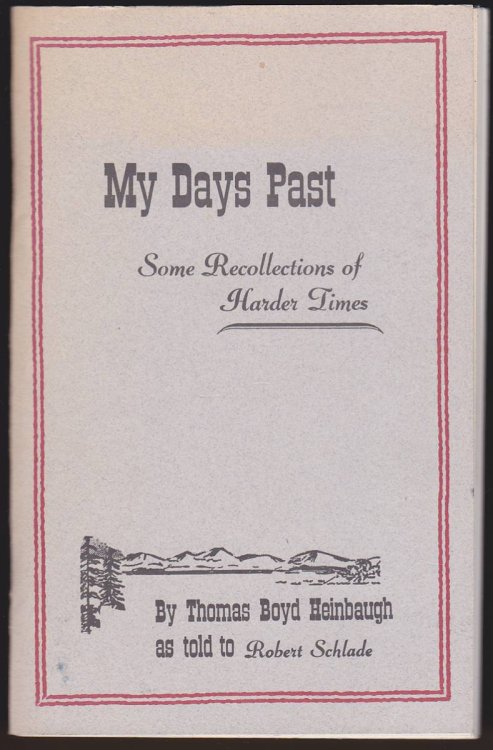 My Days Past
Some Recollections of
Harder Times
By Thomas Boyd Heinbaugh
as told to Robert Schlade